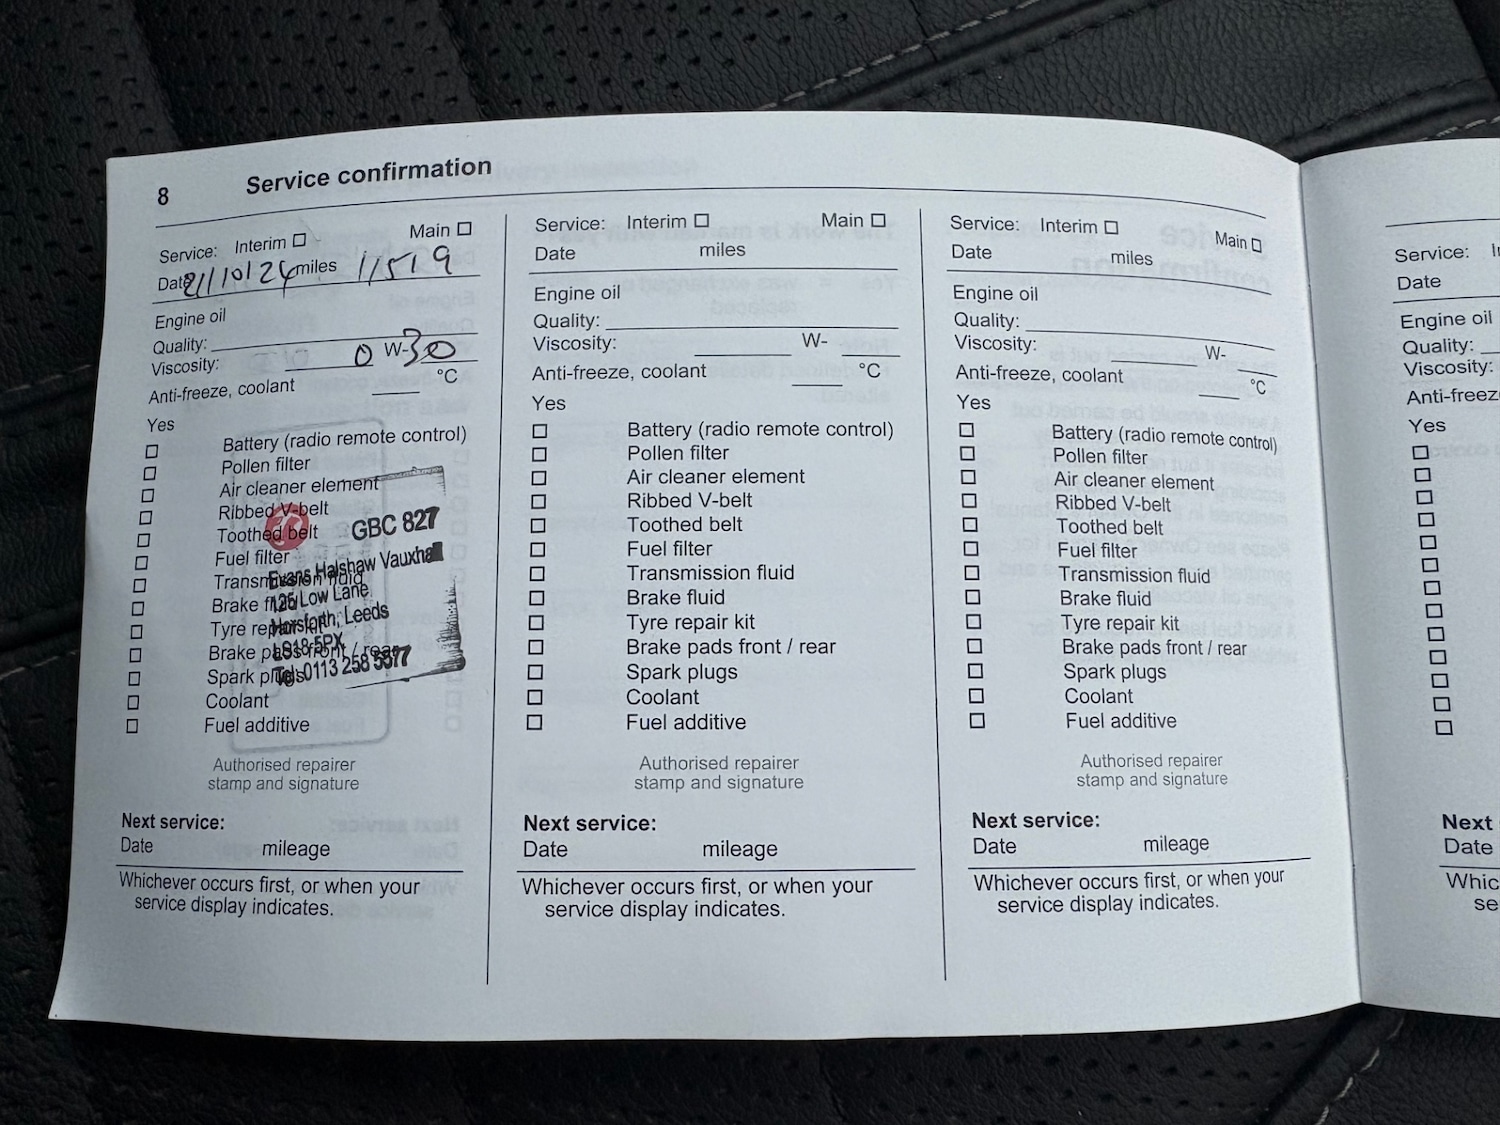 8 Service confirmation
Service: Interim Main
Date 21/10/24 miles 11519
Engine oil
Quality:
Viscosity: 0 W-30
Anti-freeze, coolant °C
Yes
Battery (radio remote control)
Pollen filter
Air cleaner element
Ribbed V-belt
Toothed belt
Fuel filter
Transmission fluid
Brake fluid
Tyre repair kit
Brake pads front / rear
Spark plugs
Coolant
Fuel additive
GBC 827
Evans Halshaw Vauxhall
125 Low Lane
Horsforth, Leeds
LS18 5PX
Tel: 0113 258 5577
Authorised repairer
stamp and signature
Next service:
Date mileage
Whichever occurs first, or when your
service display indicates.
Service: Interim Main
Date miles
Engine oil
Quality:
Viscosity: W-
Anti-freeze, coolant °C
Yes
Battery (radio remote control)
Pollen filter
Air cleaner element
Ribbed V-belt
Toothed belt
Fuel filter
Transmission fluid
Brake fluid
Tyre repair kit
Brake pads front / rear
Spark plugs
Coolant
Fuel additive
Authorised repairer
stamp and signature
Next service:
Date mileage
Whichever occurs first, or when your
service display indicates.
Service: Interim Main
Date miles
Engine oil
Quality:
Viscosity: W-
Anti-freeze, coolant °C
Yes
Battery (radio remote control)
Pollen filter
Air cleaner element
Ribbed V-belt
Toothed belt
Fuel filter
Transmission fluid
Brake fluid
Tyre repair kit
Brake pads front / rear
Spark plugs
Coolant
Fuel additive
Authorised repairer
stamp and signature
Next service:
Date mileage
Whichever occurs first, or when your
service display indicates.
Service:
Date
Engine oil
Quality:
Viscosity:
Yes
Next
Date